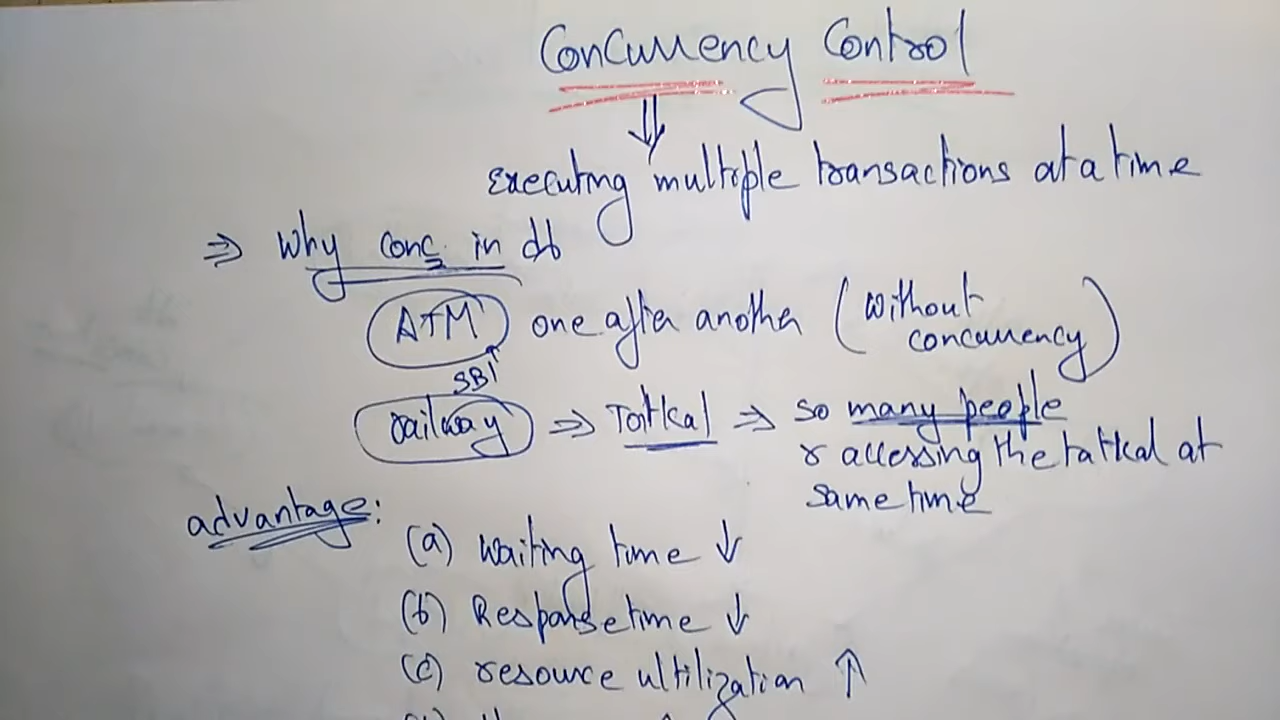 Concurrency Control
⇓
Executing multiple transactions at a time
⇒ Why conc in db
ATM one after another (without concurrency)
SBI
railway ⇒ Tatkal ⇒ so many people
r accessing the tatkal at
same time
advantage:
(a) waiting time ↓
(b) Response time ↓
(c) resource ultilization ↑